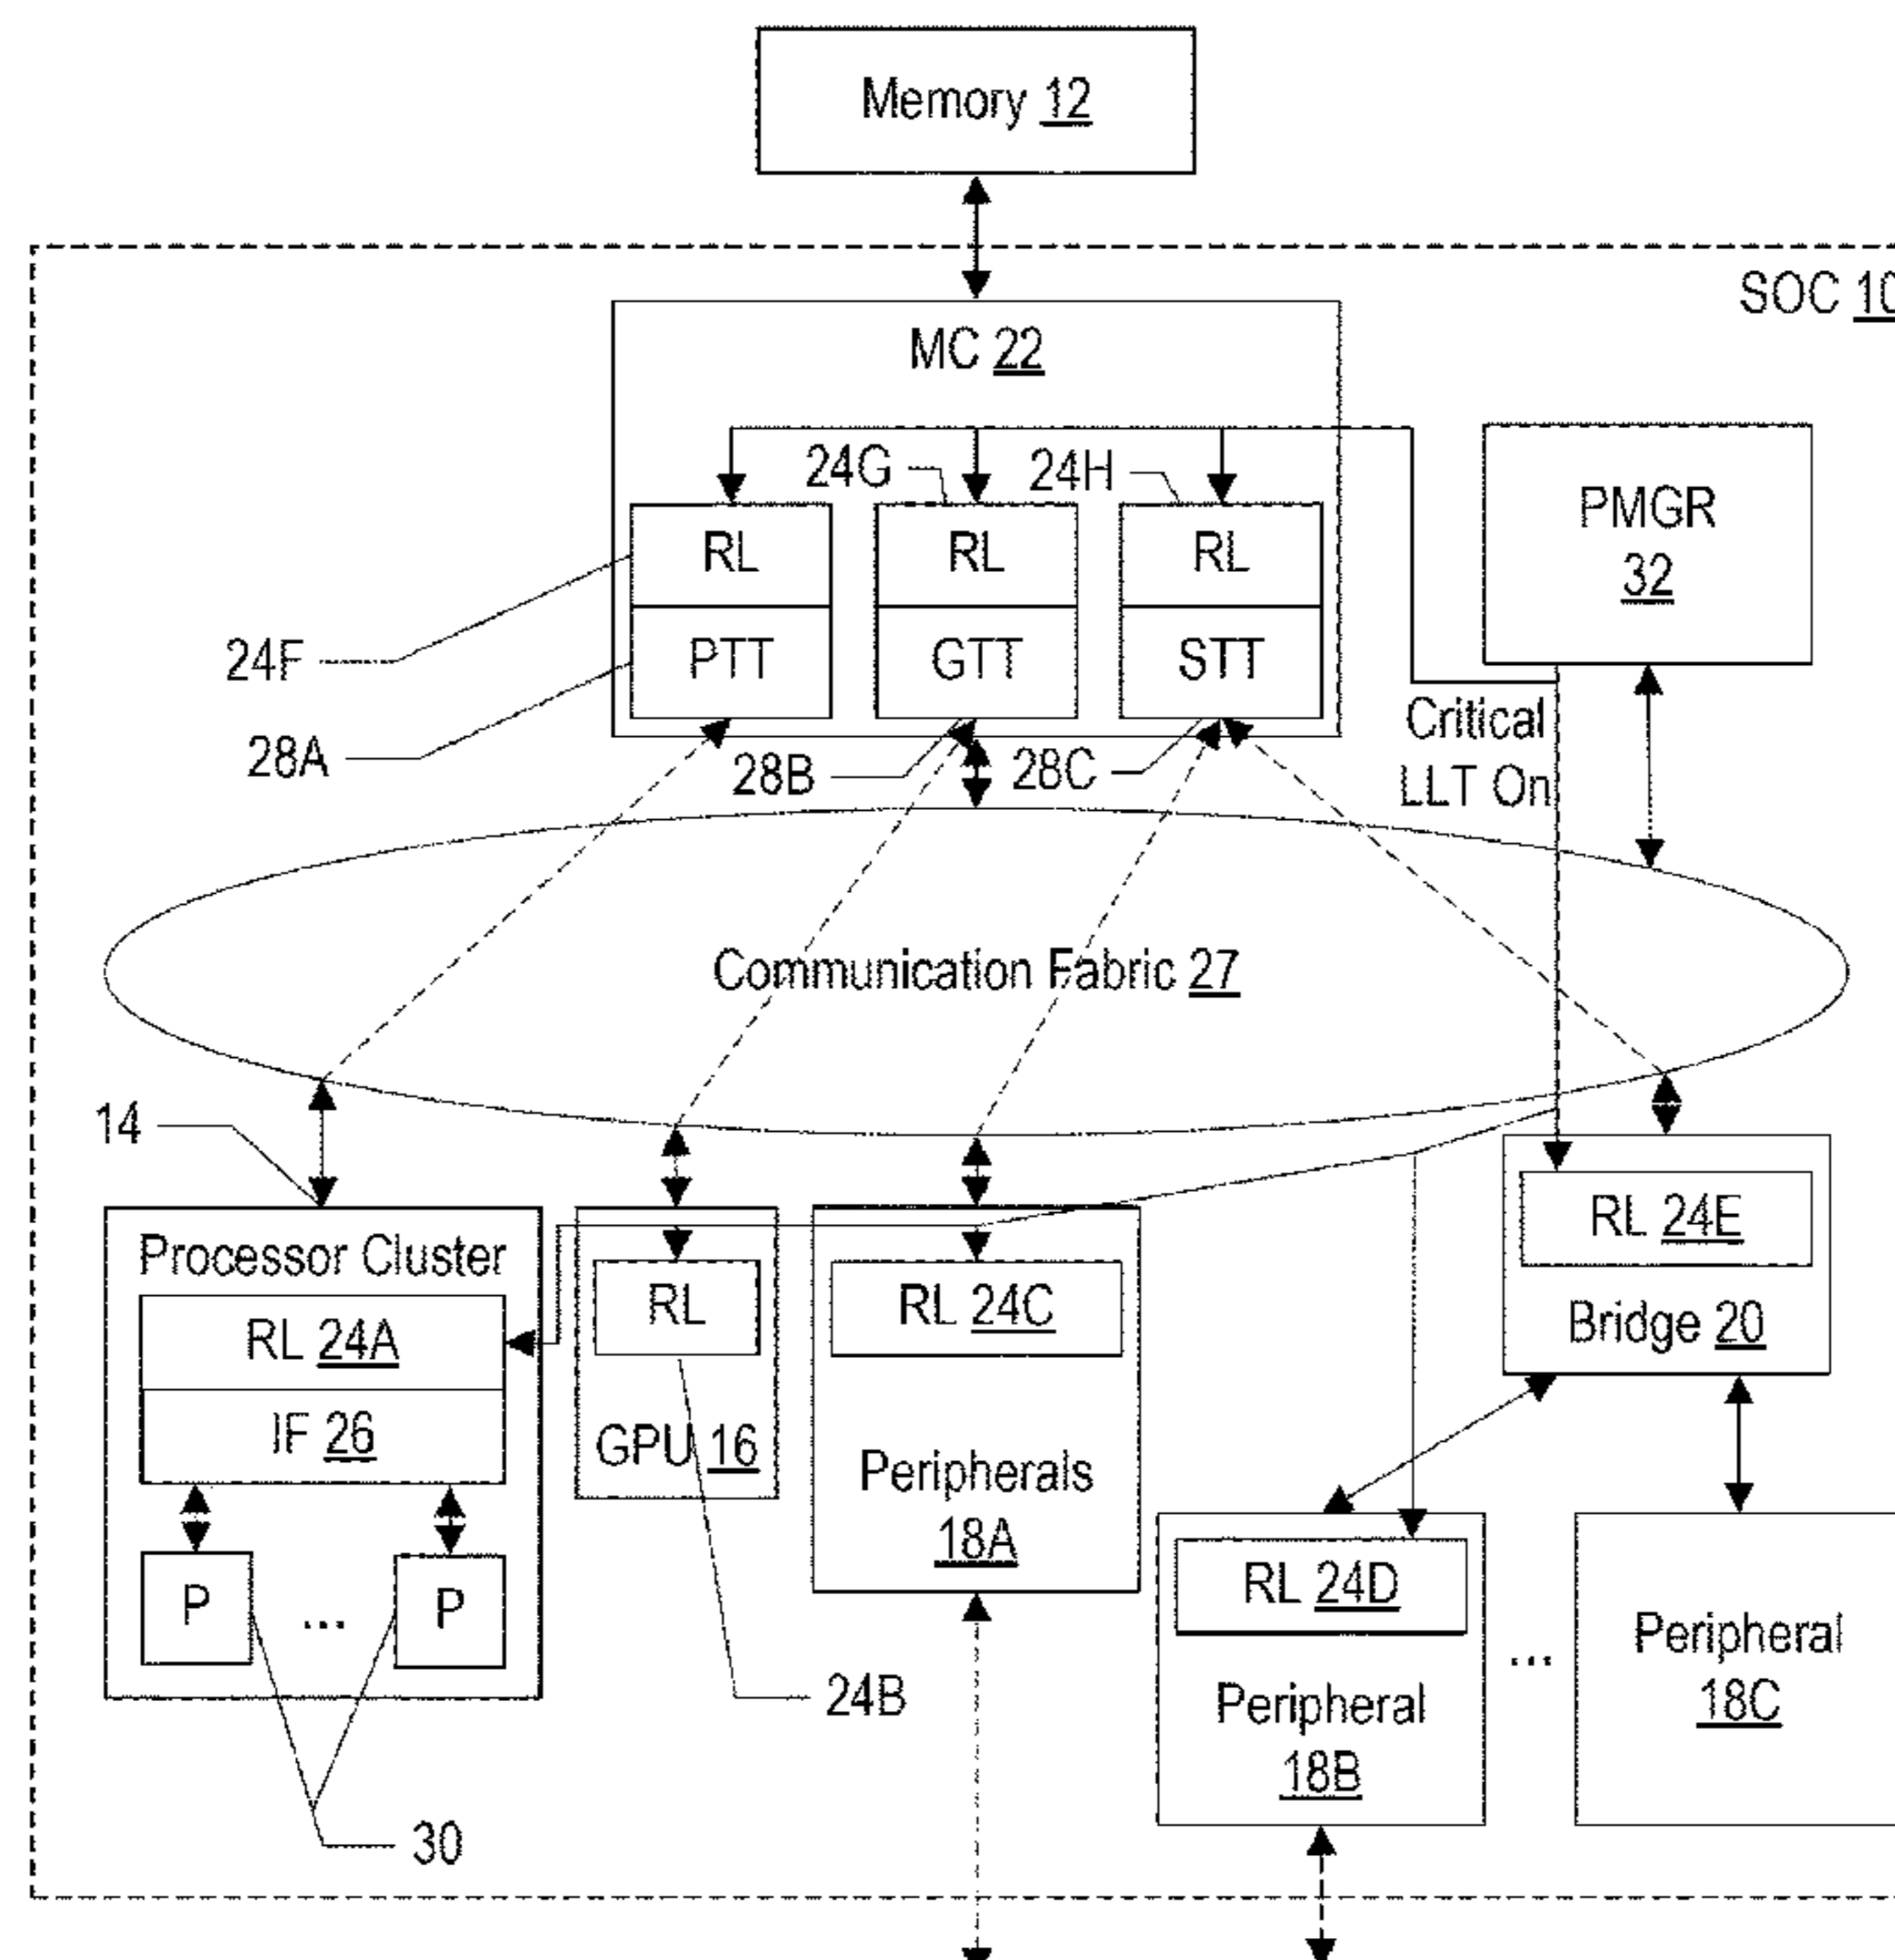 Memory 12
SOC 10
MC 22
24G
24H
RL
RL
RL
PMGR
32
24F
PTT
GTT
STT
28A
28B
28C
Critical
LLT On
Communication Fabric 27
14
Processor Cluster
RL 24A
IF 26
P
...
P
30
RL
GPU 16
24B
RL 24C
Peripherals
18A
RL 24E
Bridge 20
RL 24D
Peripheral
18B
...
Peripheral
18C